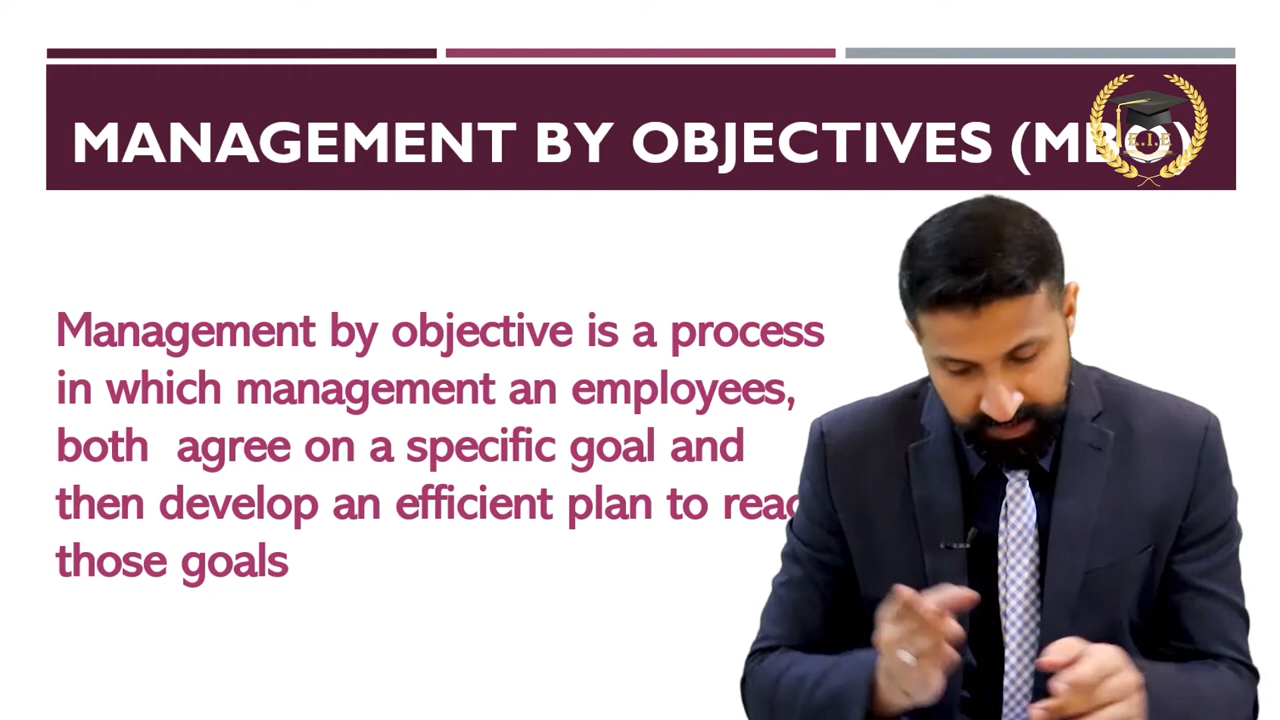 MANAGEMENT BY OBJECTIVES (MBO)
E.I.E
Management by objective is a process
in which management an employees,
both agree on a specific goal and
then develop an efficient plan to
those goals